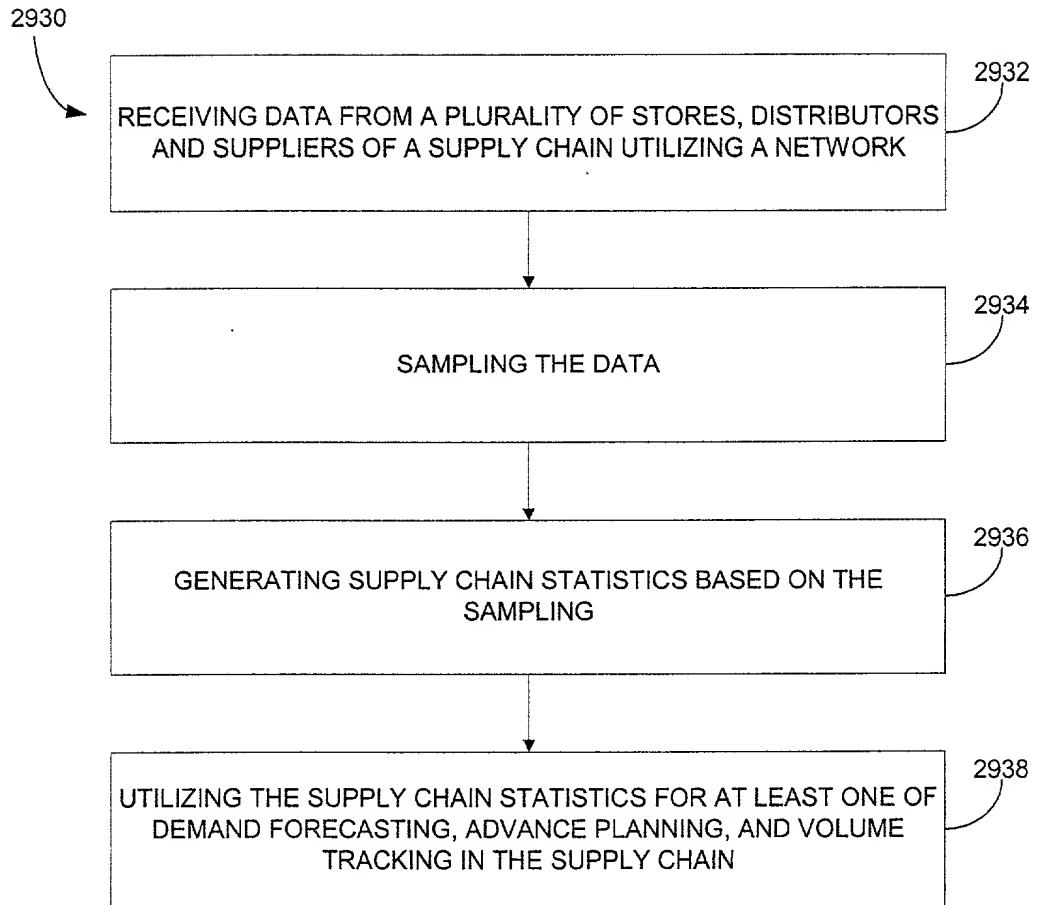 2930
2932
RECEIVING DATA FROM A PLURALITY OF STORES, DISTRIBUTORS
AND SUPPLIERS OF A SUPPLY CHAIN UTILIZING A NETWORK
2934
SAMPLING THE DATA
2936
GENERATING SUPPLY CHAIN STATISTICS BASED ON THE
SAMPLING
2938
UTILIZING THE SUPPLY CHAIN STATISTICS FOR AT LEAST ONE OF
DEMAND FORECASTING, ADVANCE PLANNING, AND VOLUME
TRACKING IN THE SUPPLY CHAIN